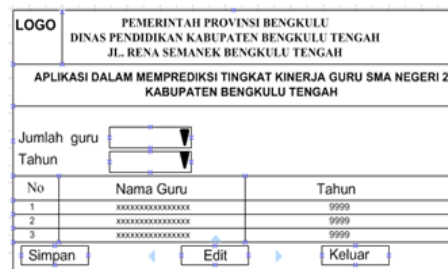 LOGO
PEMERINTAH PROVINSI BENGKULU
DINAS PENDIDIKAN KABUPATEN BENGKULU TENGAH
JL. RENA SEMANEK BENGKULU TENGAH
APLIKASI DALAM MEMPREDIKSI TINGKAT KINERJA GURU SMA NEGERI 2
KABUPATEN BENGKULU TENGAH
Jumlah guru
Tahun
No Nama Guru Tahun
1 xxxxxxxxxxxxxxxx 9999
2 xxxxxxxxxxxxxxxx 9999
3 xxxxxxxxxxxxxxxx 9999
Simpan Edit Keluar